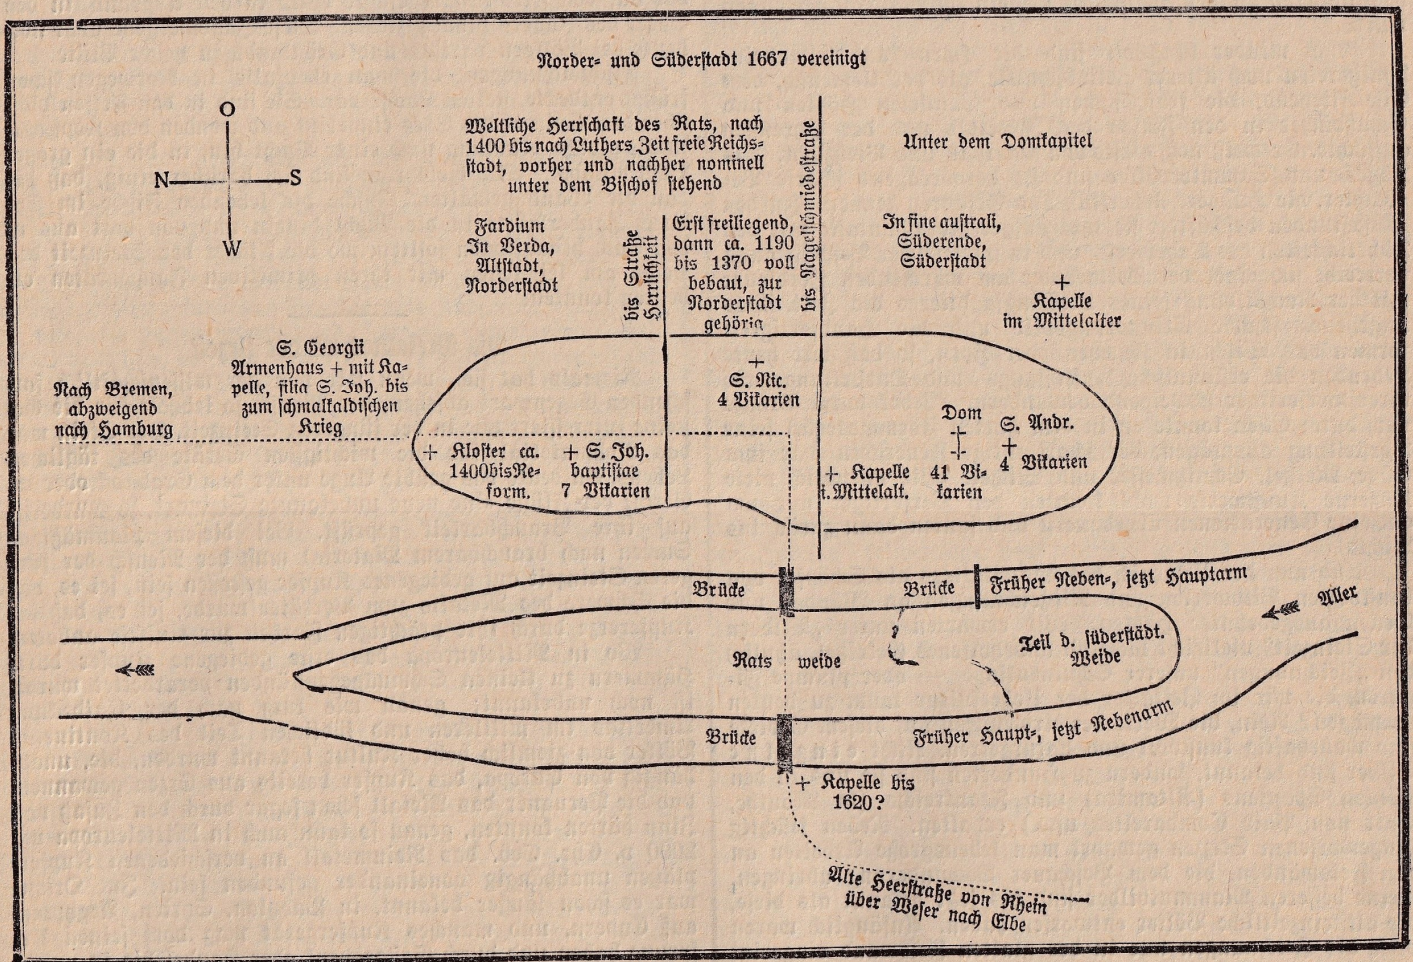 Norder- und Süderstadt 1667 vereinigt
O
N
S
W
Weltliche Herrschaft des Rats, nach
1400 bis nach Luthers Zeit freie Reichs-
stadt, vorher und nachher nominell
unter dem Bischof stehend
Unter dem Domkapitel
Fardium
In Verda,
Altstadt,
Norderstadt
bis Straße
Herrlichkeit
Erst freiliegend,
dann ca. 1190
bis 1370 voll
bebaut, zur
Norderstadt
gehörig
bis Nagelschmiedestraße
In fine australi,
Süderende,
Süderstadt
+
Kapelle
im Mittelalter
Nach Bremen,
abzweigend
nach Hamburg
S. Georgii
Armenhaus + mit Ka-
pelle, filia S. Joh. bis
zum schmalkaldischen
Krieg
+ Kloster ca.
1400 bis Re-
form.
+ S. Joh.
baptistae
7 Vikarien
+
S. Nic.
4 Vikarien
+ Kapelle
i. Mittelalt.
Dom
+
+
41 Vi-
karien
S. Andr.
+
4 Vikarien
Brücke
Brücke
Früher Neben-, jetzt Hauptarm
Aller
Rats weide
Teil d. süderstädt.
Weide
Brücke
Früher Haupt-, jetzt Nebenarm
+ Kapelle bis
1620?
Alte Heerstraße von Rhein
über Weser nach Elbe